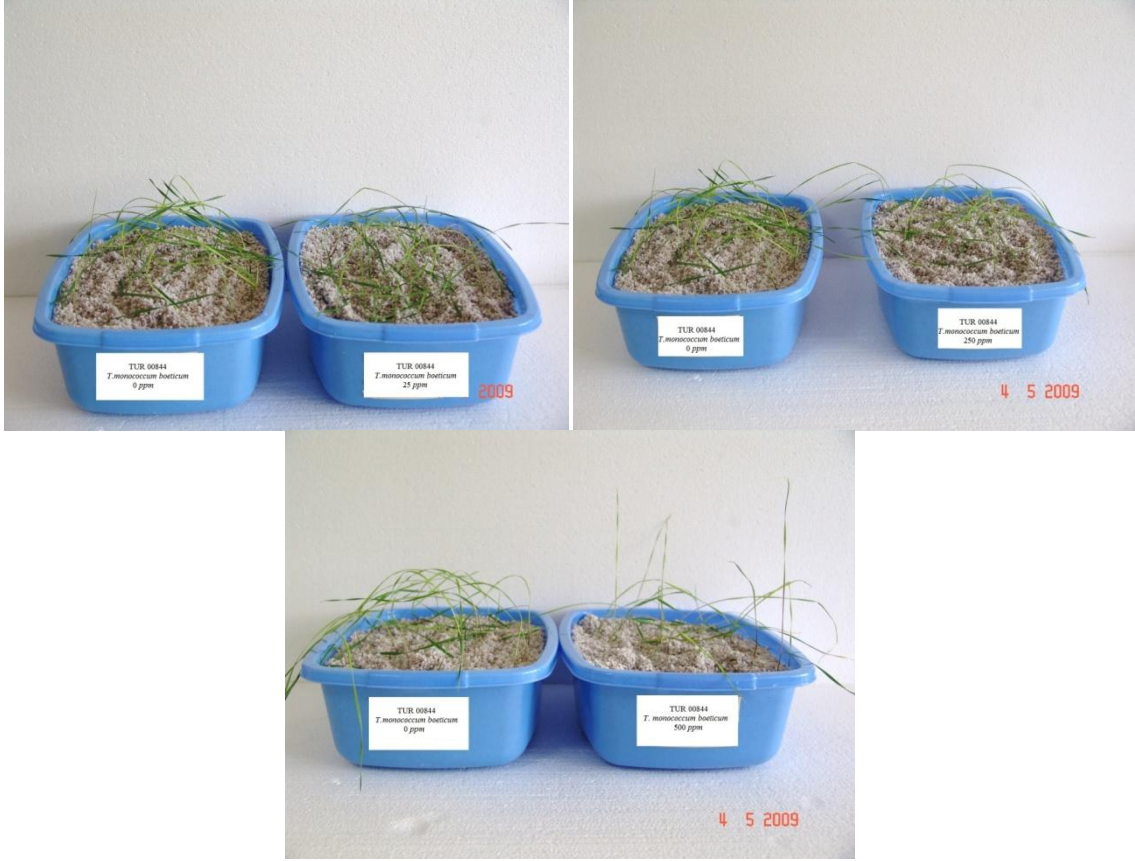 TUR 00844
T.monococcum boeticum
0 ppm
TUR 00844
T.monococcum boeticum
25 ppm
2009
TUR 00844
T.monococcum boeticum
0 ppm
TUR 00844
T.monococcum boeticum
250 ppm
4 5 2009
TUR 00844
T.monococcum boeticum
0 ppm
TUR 00844
T. monococcum boeticum
500 ppm
4 5 2009